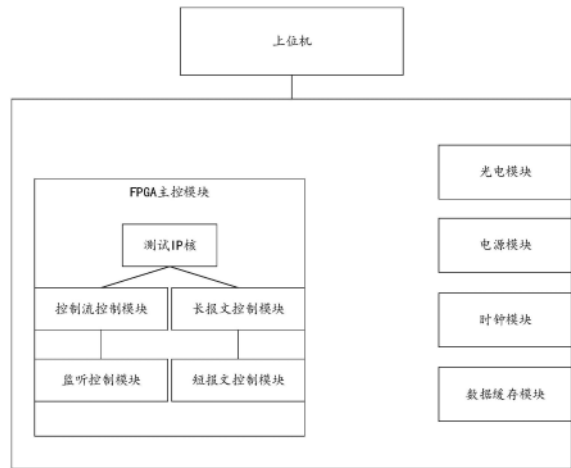 上位机
FPGA主控模块
测试IP核
控制流控制模块
长报文控制模块
监听控制模块
短报文控制模块
光电模块
电源模块
时钟模块
数据缓存模块